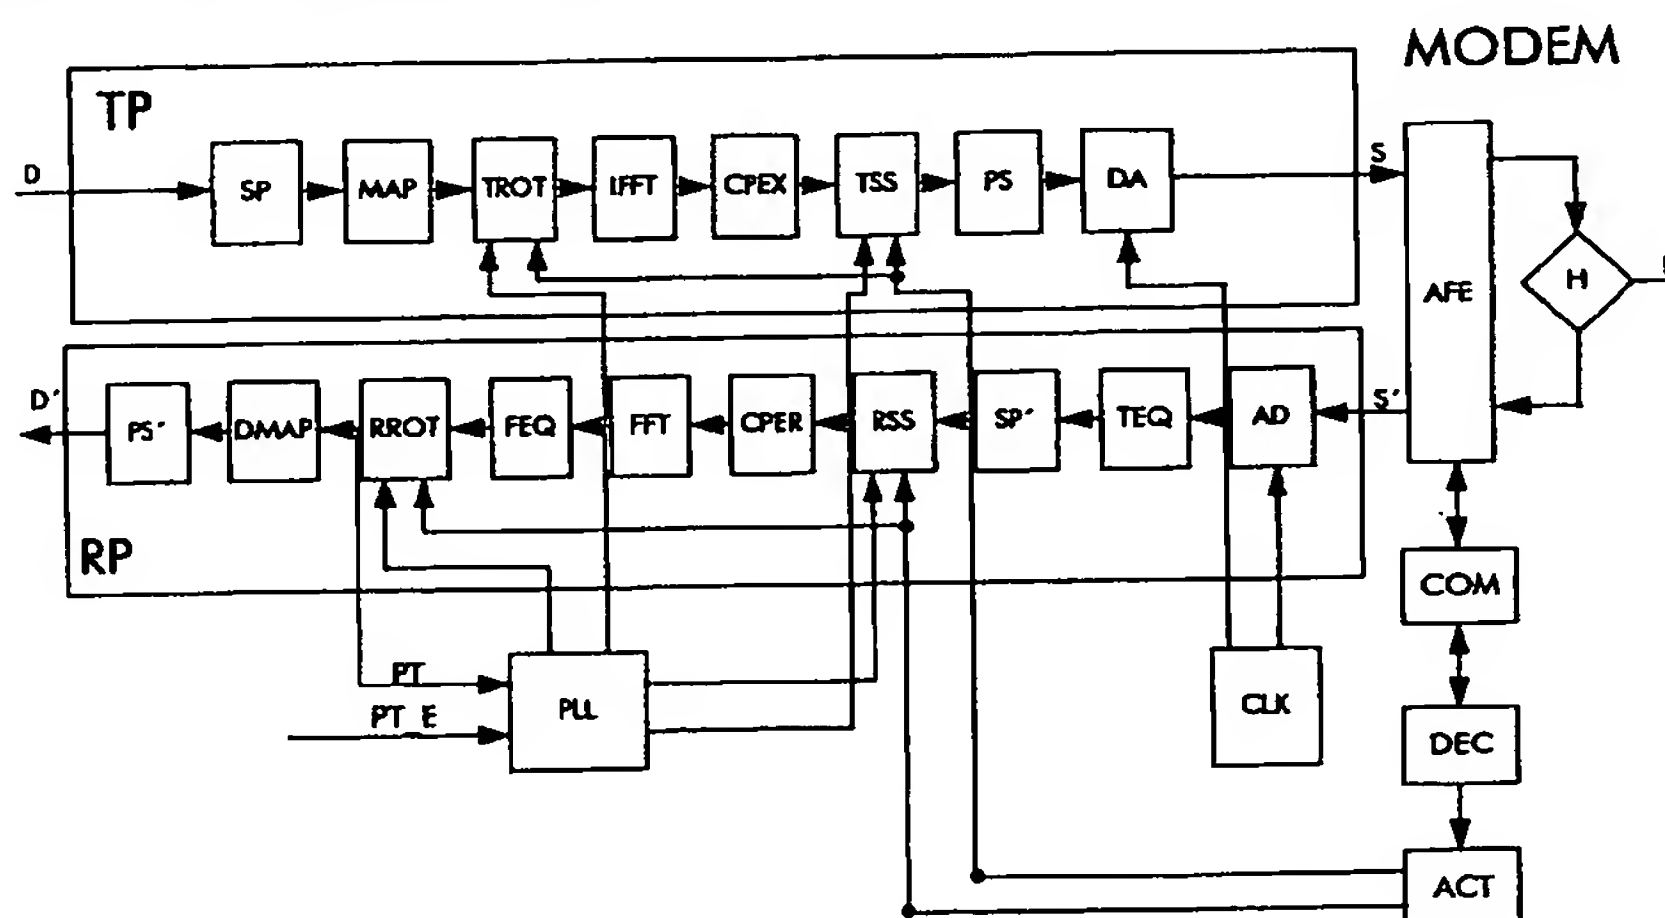 MODEM
TP
D
SP
MAP
TROT
IFFT
CPEX
TSS
PS
DA
S
AFE
H
D'
PS'
DMAP
RROT
FEQ
FFT
CPER
RSS
SP'
TEQ
AD
S'
RP
COM
PT
PT E
PLL
CLK
DEC
ACT